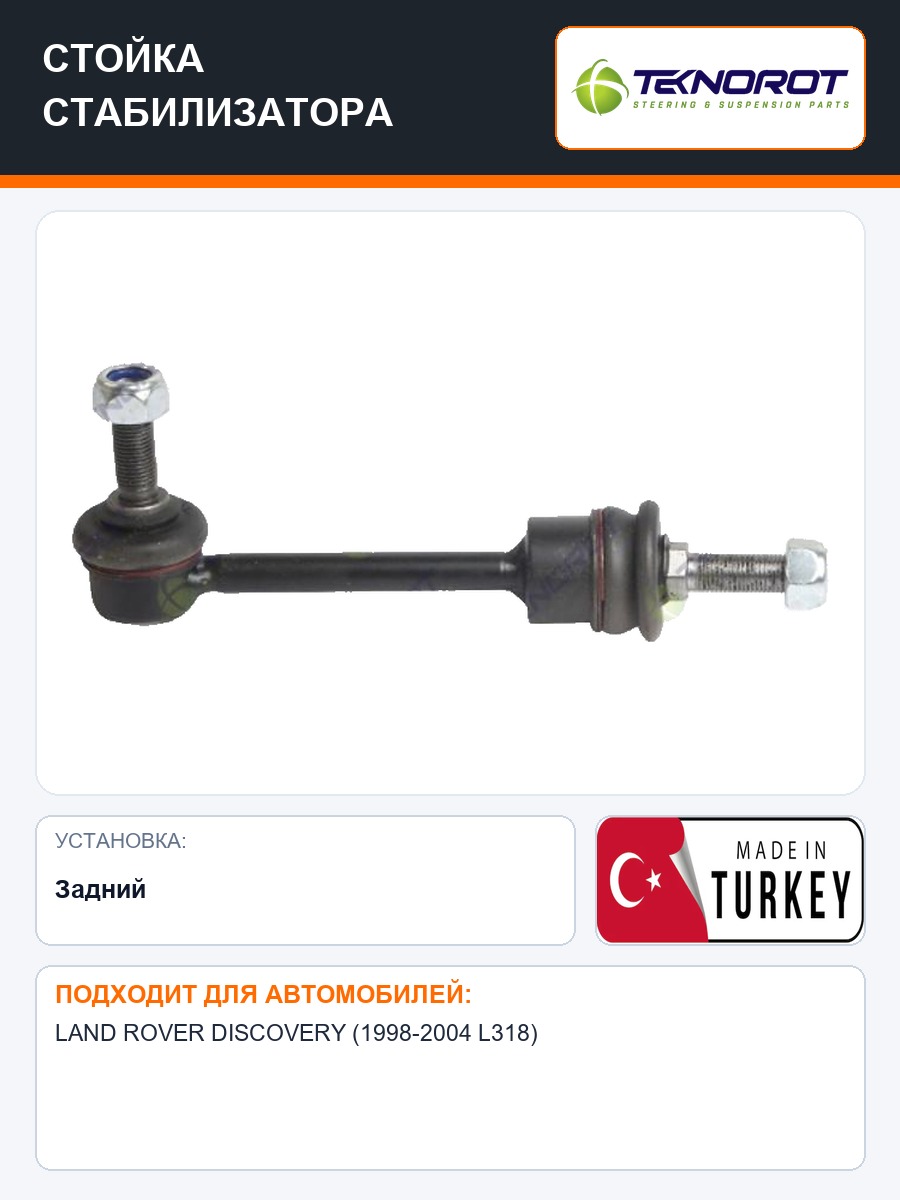 СТОЙКА
СТАБИЛИЗАТОРА
TEKNOROT
STEERING & SUSPENSION PARTS
УСТАНОВКА:
Задний
MADE IN
TURKEY
ПОДХОДИТ ДЛЯ АВТОМОБИЛЕЙ:
LAND ROVER DISCOVERY (1998-2004 L318)